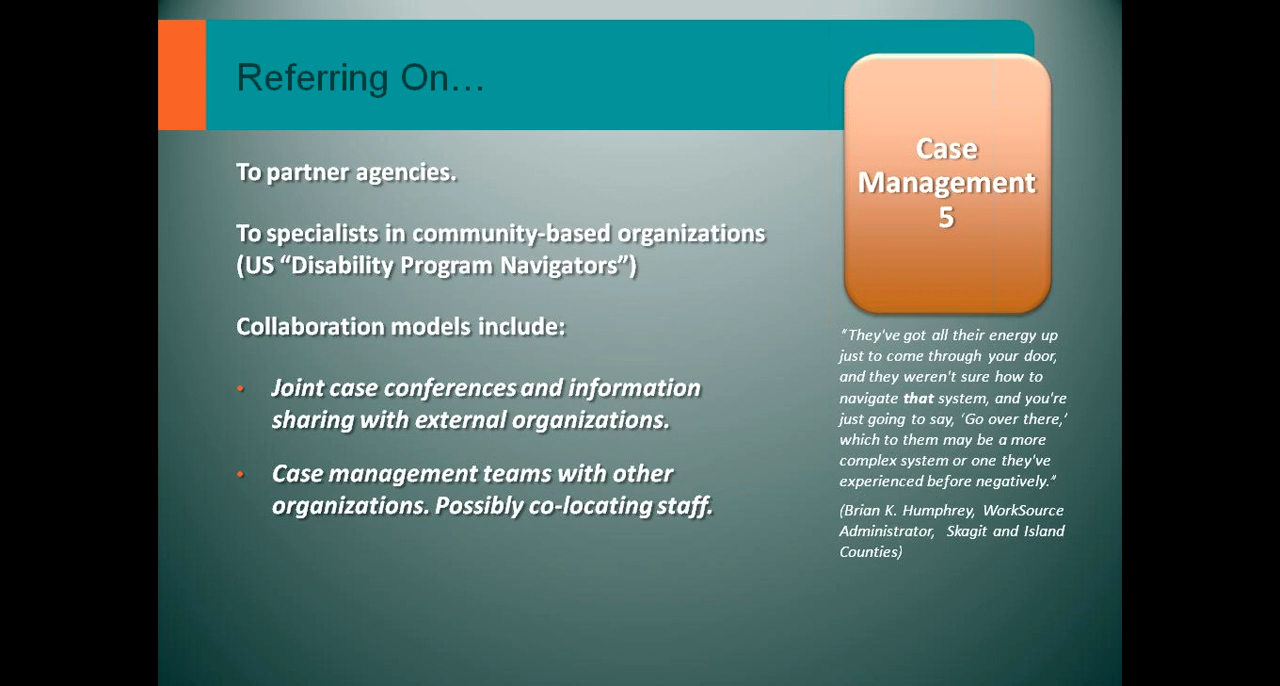 Referring On…
Case
Management
5
To partner agencies.
To specialists in community-based organizations
(US “Disability Program Navigators”)
Collaboration models include:
• Joint case conferences and information
sharing with external organizations.
• Case management teams with other
organizations. Possibly co-locating staff.
“They've got all their energy up
just to come through your door,
and they weren't sure how to
navigate that system, and you're
just going to say, ‘Go over there,’
which to them may be a more
complex system or one they've
experienced before negatively.“
(Brian K. Humphrey, WorkSource
Administrator, Skagit and Island
Counties)